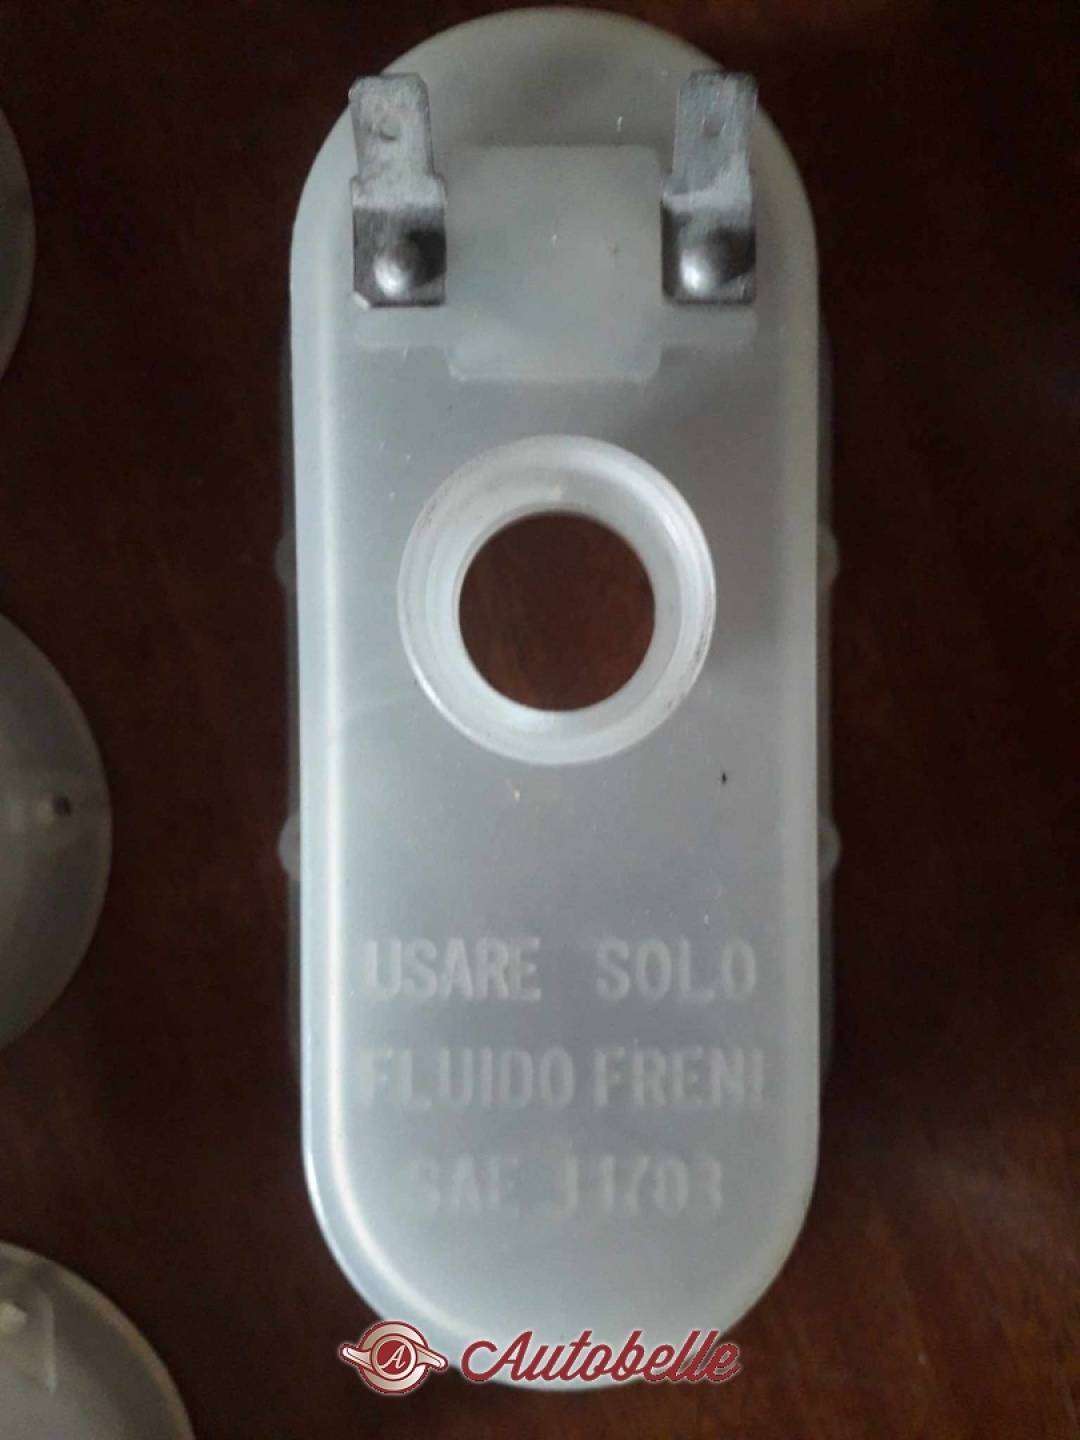 USARE SOLO
FLUIDO FRENI
SAE J1703
A Autobelle